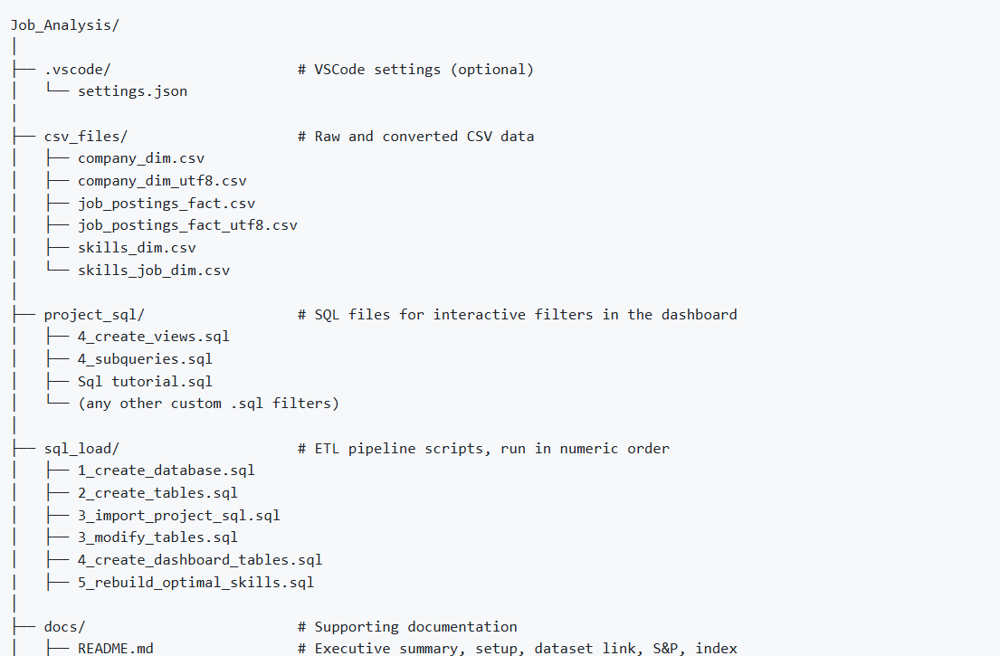 Job_Analysis/
│
├── .vscode/                       # VSCode settings (optional)
│   └── settings.json
│
├── csv_files/                     # Raw and converted CSV data
│   ├── company_dim.csv
│   ├── company_dim_utf8.csv
│   ├── job_postings_fact.csv
│   ├── job_postings_fact_utf8.csv
│   ├── skills_dim.csv
│   └── skills_job_dim.csv
│
├── project_sql/                   # SQL files for interactive filters in the dashboard
│   ├── 4_create_views.sql
│   ├── 4_subqueries.sql
│   ├── Sql tutorial.sql
│   └── (any other custom .sql filters)
│
├── sql_load/                      # ETL pipeline scripts, run in numeric order
│   ├── 1_create_database.sql
│   ├── 2_create_tables.sql
│   ├── 3_import_project_sql.sql
│   ├── 3_modify_tables.sql
│   ├── 4_create_dashboard_tables.sql
│   ├── 5_rebuild_optimal_skills.sql
│
├── docs/                          # Supporting documentation
│   ├── README.md                  # Executive summary, setup, dataset link, S&P, index